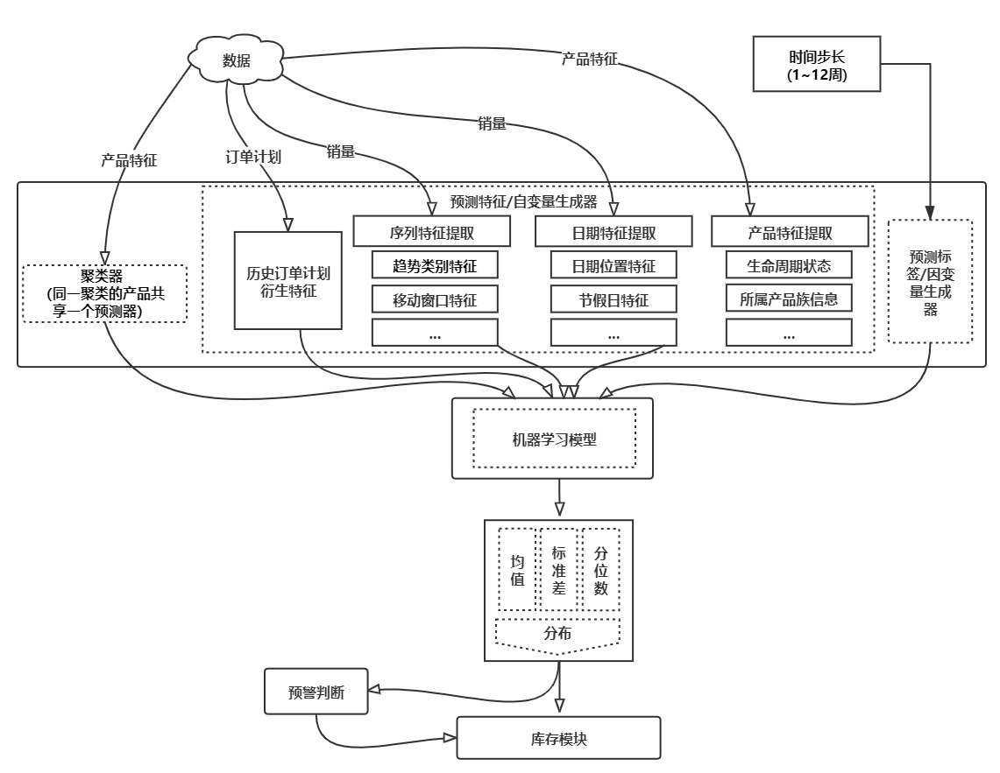 数据
产品特征
时间步长
(1~12周)
销量
产品特征
订单计划
销量
预测特征/自变量生成器
历史订单计划
衍生特征
序列特征提取
趋势类别特征
移动窗口特征
...
日期特征提取
日期位置特征
节假日特征
...
产品特征提取
生命周期状态
所属产品族信息
...
聚类器
(同一聚类的产品共
享一个预测器)
预测标
签/因变
量生成
器
机器学习模型
均
值
标
准
差
分
位
数
分布
预警判断
库存模块